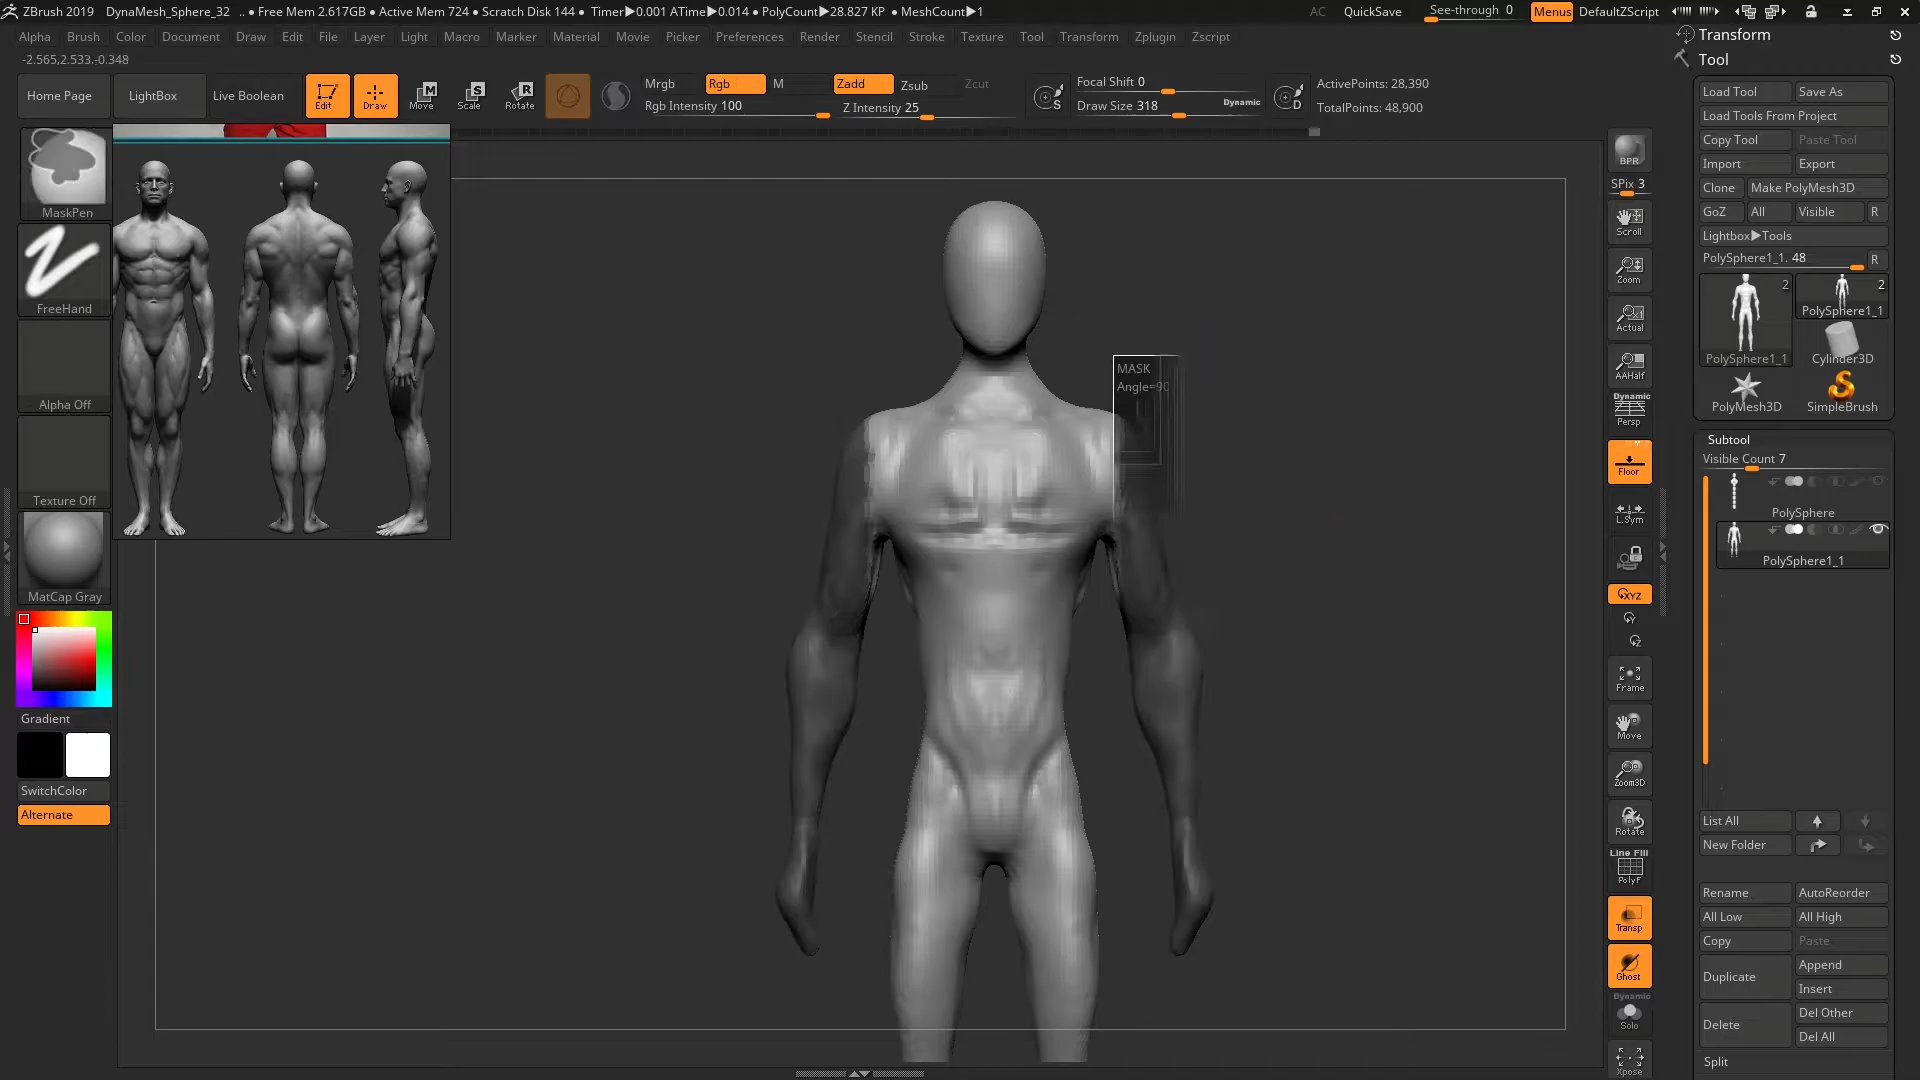 ZBrush 2019 DynaMesh_Sphere_32 .. ● Free Mem 2.617GB ● Active Mem 724 ● Scratch Disk 144 ● Timer▶0.001 ATime▶0.014 ● PolyCount▶28.827 KP ● MeshCount▶1 AC QuickSave See-through 0 Menus DefaultZScript
Alpha Brush Color Document Draw Edit File Layer Light Macro Marker Material Movie Picker Preferences Render Stencil Stroke Texture Tool Transform Zplugin Zscript
-2.565,2.533,-0.348
Home Page LightBox Live Boolean Edit Draw Move Scale Rotate
M S R
Mrgb Rgb M Zadd Zsub Zcut
Rgb Intensity 100 Z Intensity 25
S Focal Shift 0
Draw Size 318 Dynamic
D
ActivePoints: 28,390
TotalPoints: 48,900
MaskPen
FreeHand
Alpha Off
Texture Off
MatCap Gray
Gradient
SwitchColor
Alternate
MASK
Angle=90
BPR
SPix 3
Scroll
Zoom
Actual
AAHalf
Dynamic
Persp
Floor
L.Sym
XYZ
Y
Z
Frame
Move
Zoom3D
Rotate
Line Fill
PolyF
Transp
Ghost
Dynamic
Solo
Xpose
Transform
Tool
Load Tool Save As
Load Tools From Project
Copy Tool Paste Tool
Import Export
Clone Make PolyMesh3D
GoZ All Visible R
Lightbox▶Tools
PolySphere1_1. 48 R
2 2
PolySphere1_1
PolySphere1_1 Cylinder3D
PolyMesh3D SimpleBrush
Subtool
Visible Count 7
PolySphere
PolySphere1_1
List All
New Folder
Rename AutoReorder
All Low All High
Copy Paste
Duplicate Append
Insert
Delete Del Other
Del All
Split